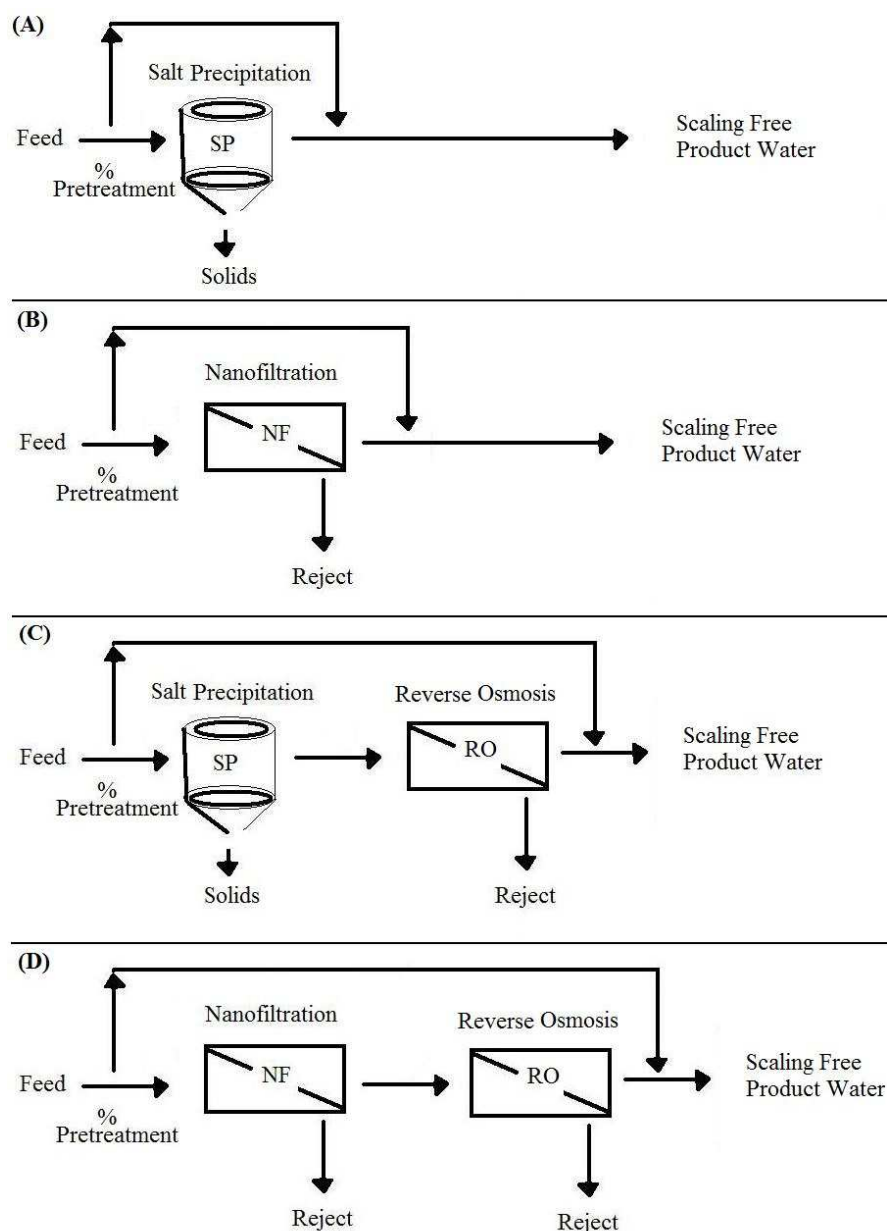 (A)
Salt Precipitation
Feed
SP
%
Pretreatment
Solids
Scaling Free
Product Water
(B)
Nanofiltration
Feed
NF
%
Pretreatment
Reject
Scaling Free
Product Water
(C)
Salt Precipitation
Reverse Osmosis
Feed
SP
RO
%
Pretreatment
Solids
Reject
Scaling Free
Product Water
(D)
Nanofiltration
Reverse Osmosis
Feed
NF
RO
%
Pretreatment
Reject
Reject
Scaling Free
Product Water